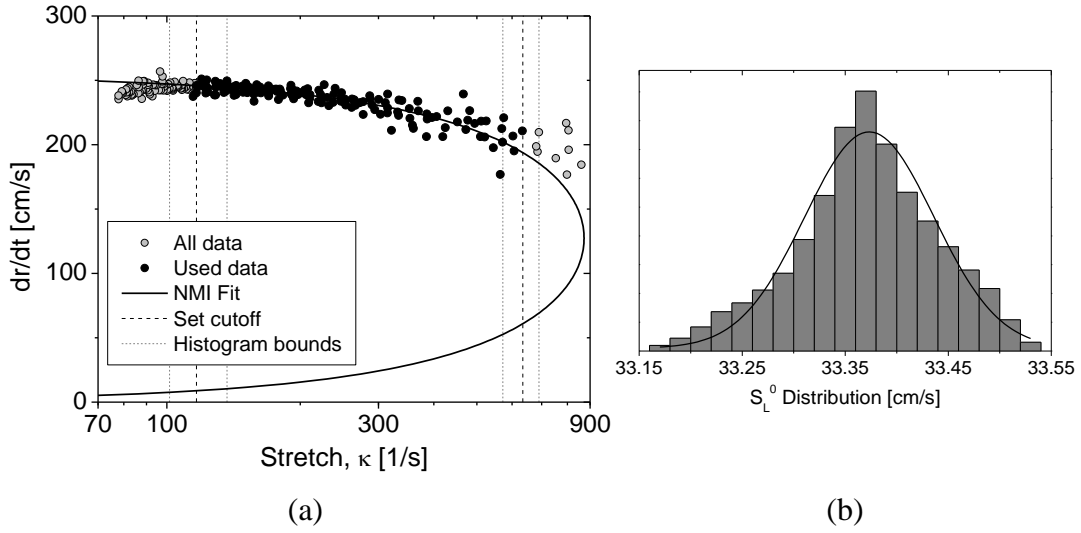 300
200
100
0
dr/dt [cm/s]
All data
Used data
NMI Fit
Set cutoff
Histogram bounds
70 100 300 900
Stretch, κ [1/s]
(a)
33.15 33.25 33.35 33.45 33.55
S_L^0 Distribution [cm/s]
(b)